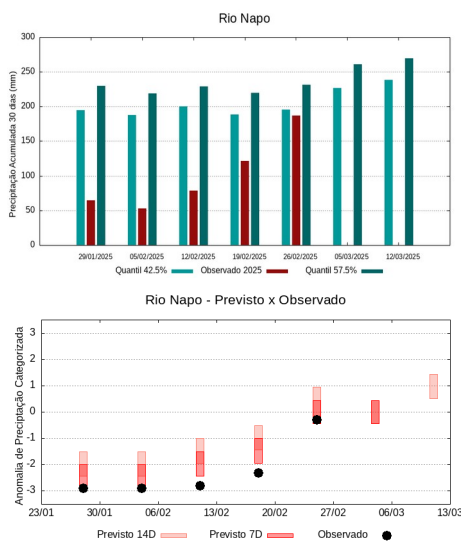 Rio Napo
Precipitação Acumulada 30 dias (mm)
300
250
200
150
100
50
0
29/01/2025 05/02/2025 12/02/2025 19/02/2025 26/02/2025 05/03/2025 12/03/2025
Quantil 42.5% Observado 2025 Quantil 57.5%
Rio Napo - Previsto x Observado
Anomalia de Precipitação Categorizada
3
2
1
0
-1
-2
-3
23/01 30/01 06/02 13/02 20/02 27/02 06/03 13/03
Previsto 14D Previsto 7D Observado